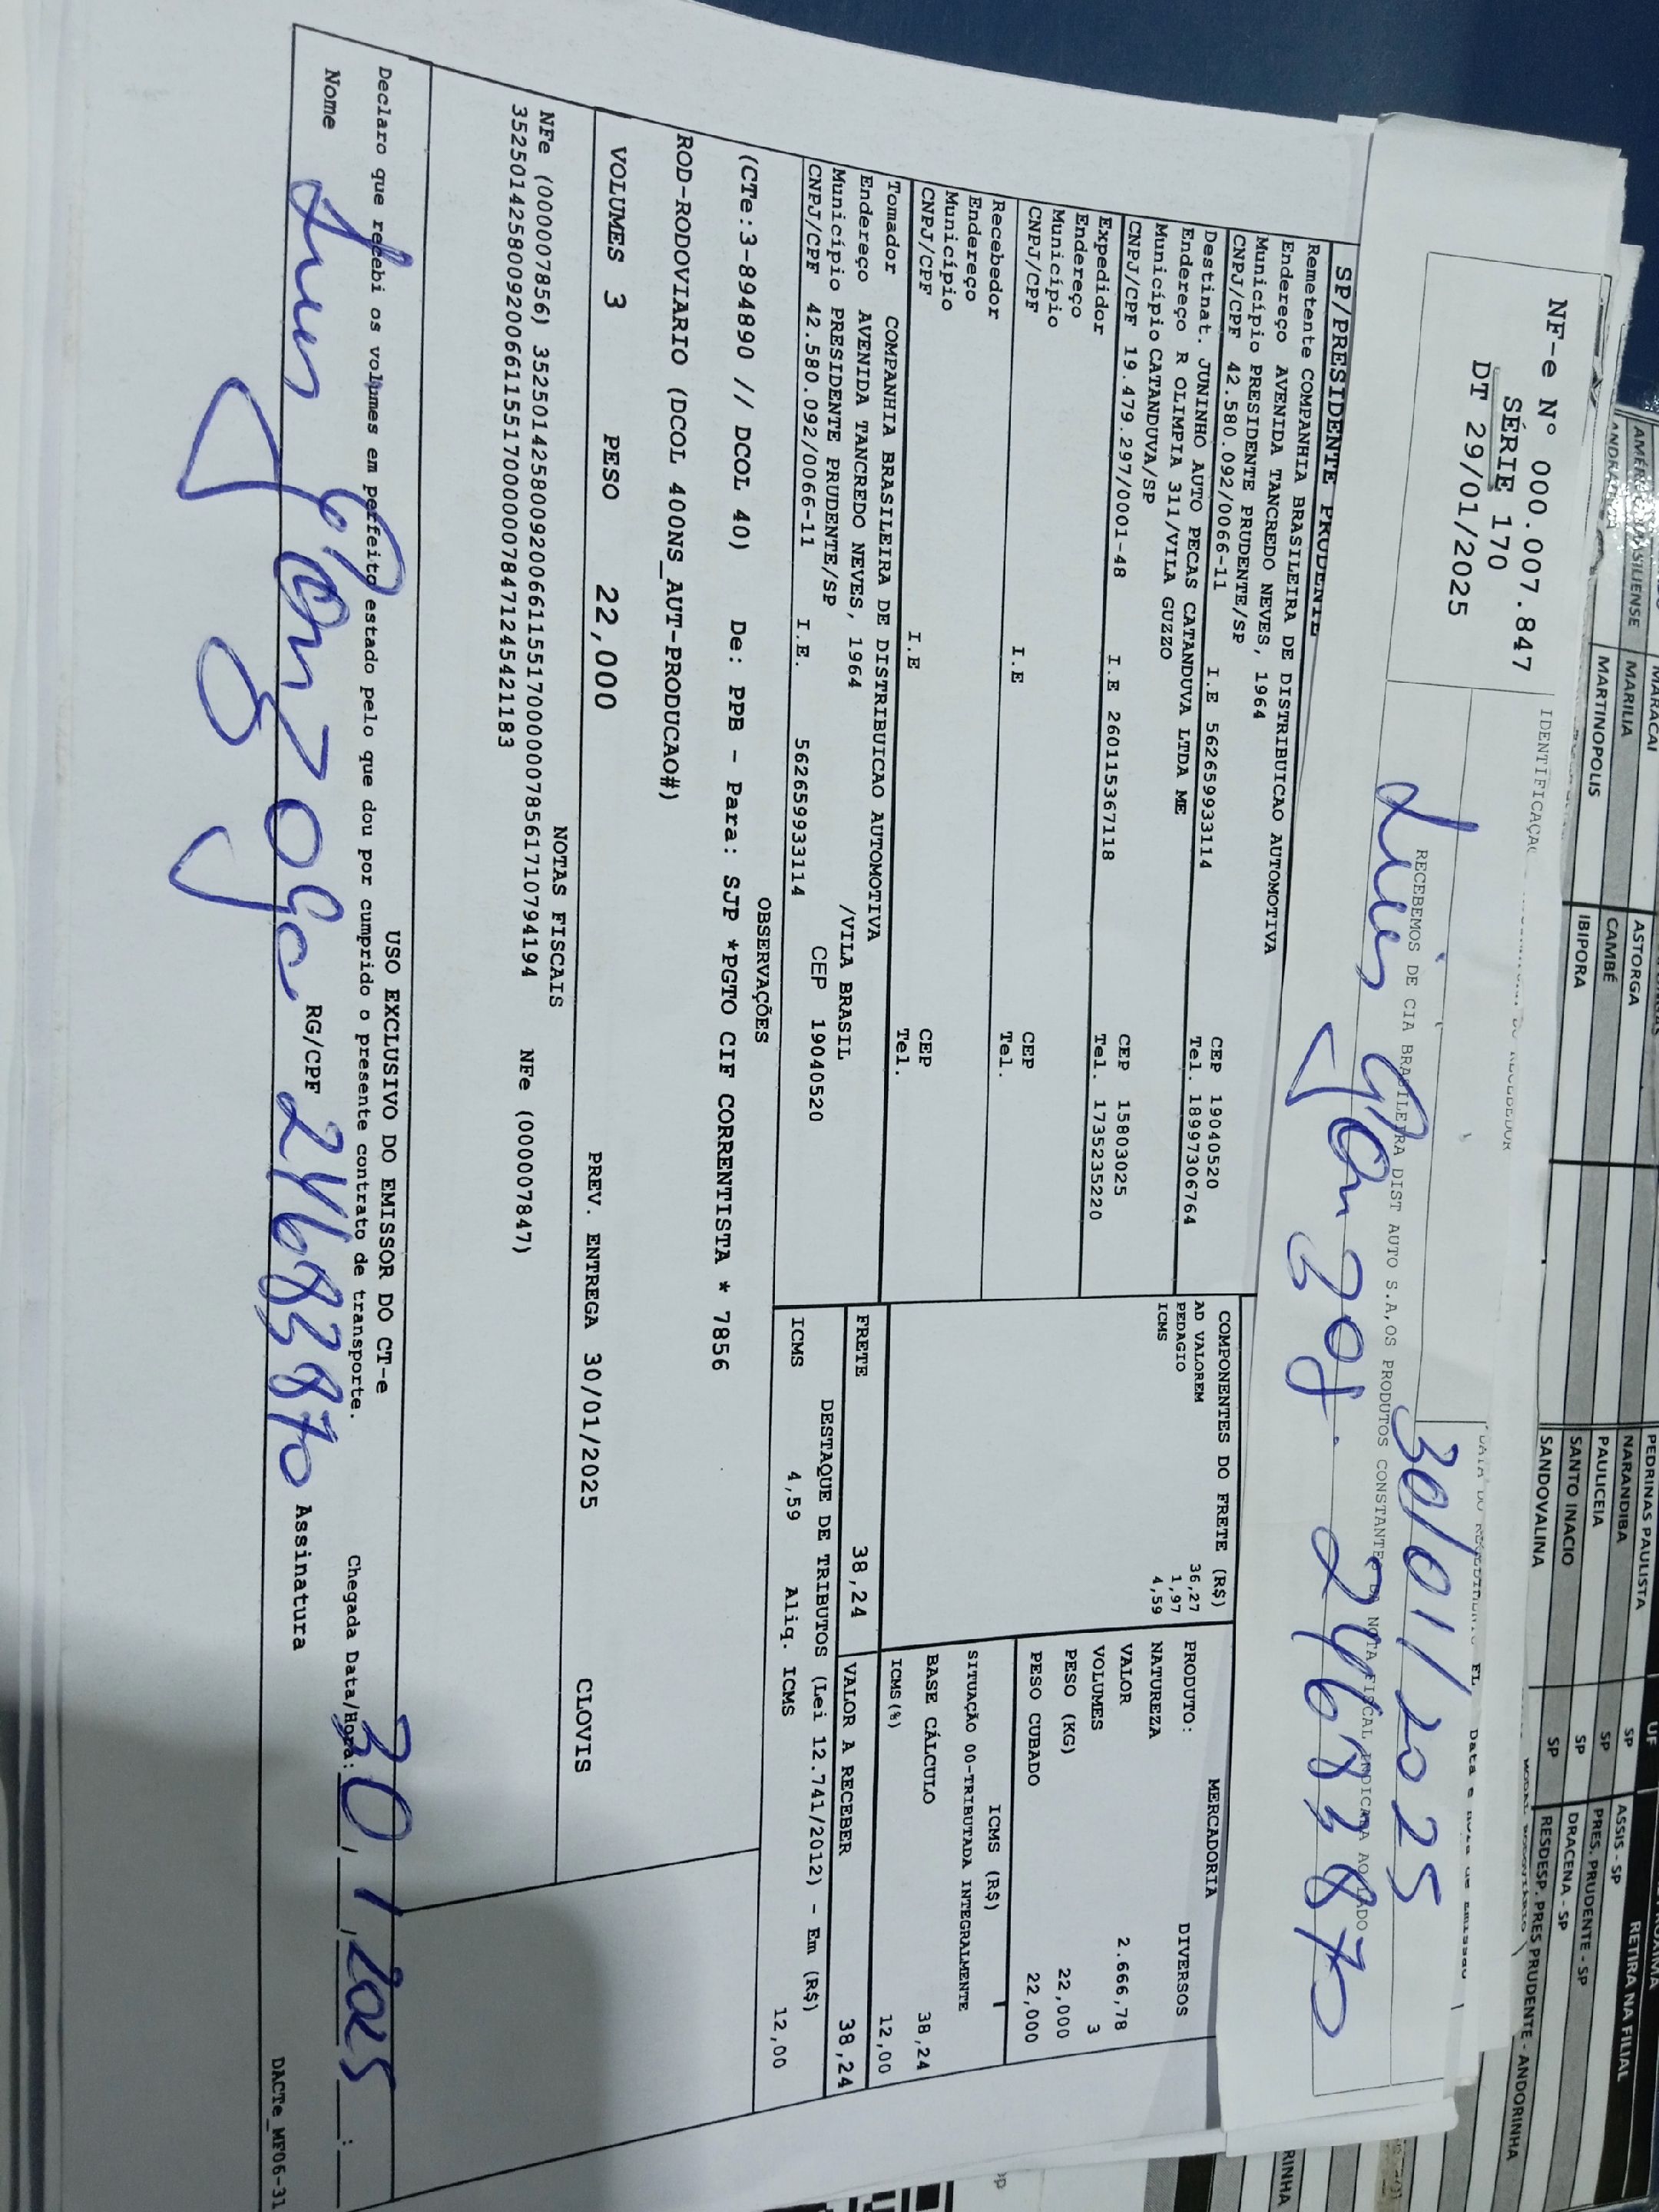 NF-e Nº 000.007.847
SÉRIE 170
DT 29/01/2025
RECEBEMOS DE CIA BRASILEIRA DIST AUTO S.A, OS PRODUTOS CONSTANTES DA NOTA FISCAL INDICADA AO LADO
30/01/2025
Luis Gonzaga. 24683870
SP/PRESIDENTE PRUDENTE
Remetente COMPANHIA BRASILEIRA DE DISTRIBUICAO AUTOMOTIVA
Endereço AVENIDA TANCREDO NEVES, 1964
Município PRESIDENTE PRUDENTE/SP CEP 19040520
CNPJ/CPF 42.580.092/0066-11 I.E 562659933114 Tel. 18997306764
Destinat. JUNINHO AUTO PECAS CATANDUVA LTDA ME
Endereço R OLIMPIA 311/VILA GUZZO
Município CATANDUVA/SP CEP 15803025
CNPJ/CPF 19.479.297/0001-48 I.E 260115367118 Tel. 1735235220
Expedidor
Endereço
Município CEP
CNPJ/CPF I.E Tel.
Recebedor
Endereço
Município CEP
CNPJ/CPF I.E Tel.
Tomador COMPANHIA BRASILEIRA DE DISTRIBUICAO AUTOMOTIVA
Endereço AVENIDA TANCREDO NEVES, 1964 /VILA BRASIL
Município PRESIDENTE PRUDENTE/SP CEP 19040520
CNPJ/CPF 42.580.092/0066-11 I.E. 562659933114
COMPONENTES DO FRETE (R$)
AD VALOREM 36,27
PEDAGIO 1,97
ICMS 4,59
MERCADORIA
PRODUTO: DIVERSOS
NATUREZA
VALOR 2.666,78
VOLUMES 3
PESO (KG) 22,000
PESO CUBADO 22,000
ICMS (R$)
SITUAÇÃO 00-TRIBUTADA INTEGRALMENTE
BASE CÁLCULO 38,24
ICMS(%) 12,00
FRETE 38,24 VALOR A RECEBER 38,24
DESTAQUE DE TRIBUTOS (Lei 12.741/2012) - Em (R$)
ICMS 4,59 Aliq. ICMS 12,00
OBSERVAÇÕES
(CTe:3-894890 // DCOL 40) De: PPB - Para: SJP *PGTO CIF CORRENTISTA * 7856
ROD-RODOVIARIO (DCOL 400NS_AUT-PRODUCAO#)
VOLUMES 3 PESO 22,000 PREV. ENTREGA 30/01/2025 CLOVIS
NOTAS FISCAIS
NFe (000007856) 35250142580092006611551700000078561710794194 NFe (000007847)
35250142580092006611551700000078471245421183
USO EXCLUSIVO DO EMISSOR DO CT-e
Declaro que recebi os volumes em perfeito estado pelo que dou por cumprido o presente contrato de transporte.
Chegada Data/Hora: 30/1/2025
Nome Luis Gonzaga RG/CPF 24683870 Assinatura
DACTe_MF06-31
MARACAI
AMÉRICO BRASILIENSE MARILIA ASTORGA
MARTINOPOLIS CAMBÉ
IBIPORA
PEDRINAS PAULISTA UF
NARANDIBA SP ASSIS - SP RETIRA NA FILIAL
PAULICEIA SP PRES. PRUDENTE - SP
SANTO INACIO SP DRACENA - SP
SANDOVALINA SP RESDESP. PRES PRUDENTE - ANDORINHA